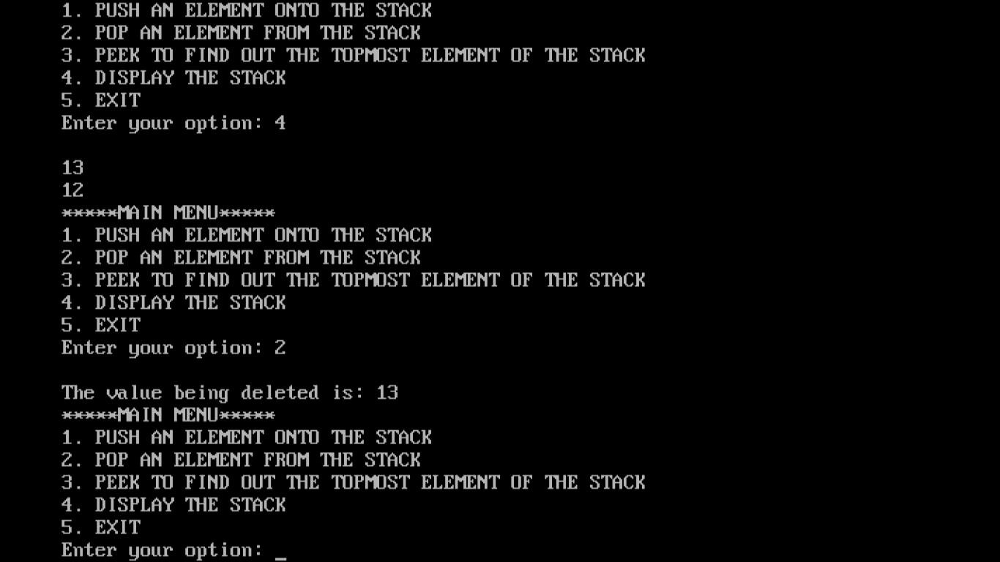 1. PUSH AN ELEMENT ONTO THE STACK
2. POP AN ELEMENT FROM THE STACK
3. PEEK TO FIND OUT THE TOPMOST ELEMENT OF THE STACK
4. DISPLAY THE STACK
5. EXIT
Enter your option: 4
13
12
*****MAIN MENU*****
1. PUSH AN ELEMENT ONTO THE STACK
2. POP AN ELEMENT FROM THE STACK
3. PEEK TO FIND OUT THE TOPMOST ELEMENT OF THE STACK
4. DISPLAY THE STACK
5. EXIT
Enter your option: 2
The value being deleted is: 13
*****MAIN MENU*****
1. PUSH AN ELEMENT ONTO THE STACK
2. POP AN ELEMENT FROM THE STACK
3. PEEK TO FIND OUT THE TOPMOST ELEMENT OF THE STACK
4. DISPLAY THE STACK
5. EXIT
Enter your option: _